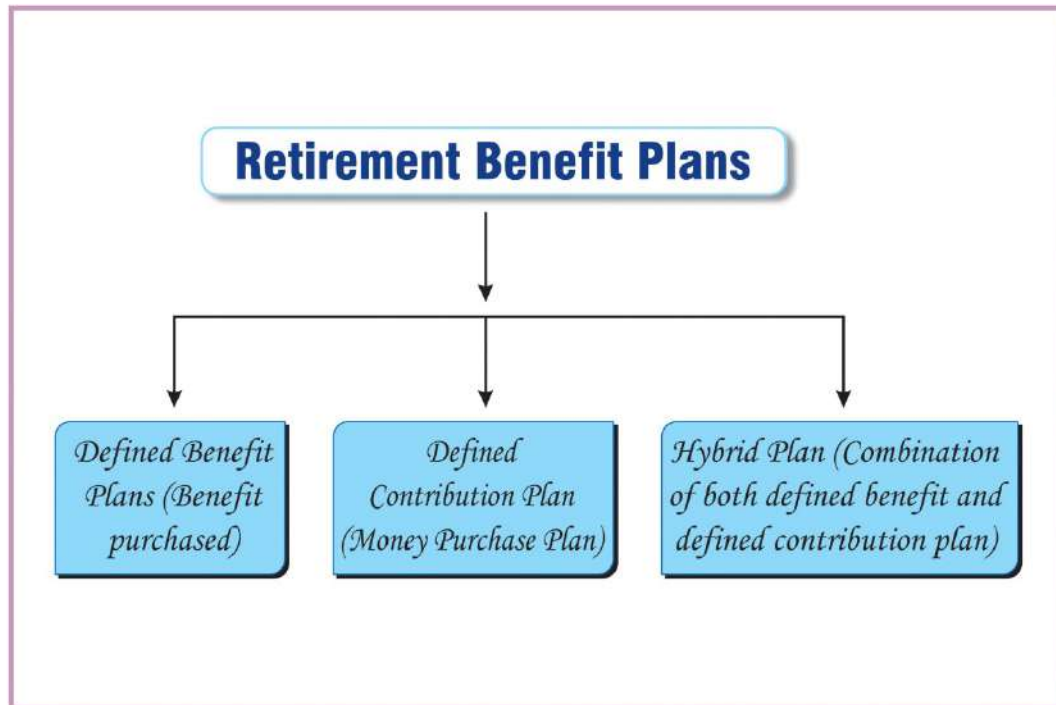 Retirement Benefit Plans
Defined Benefit
Plans (Benefit
purchased)
Defined
Contribution Plan
(Money Purchase Plan)
Hybrid Plan (Combination
of both defined benefit and
defined contribution plan)